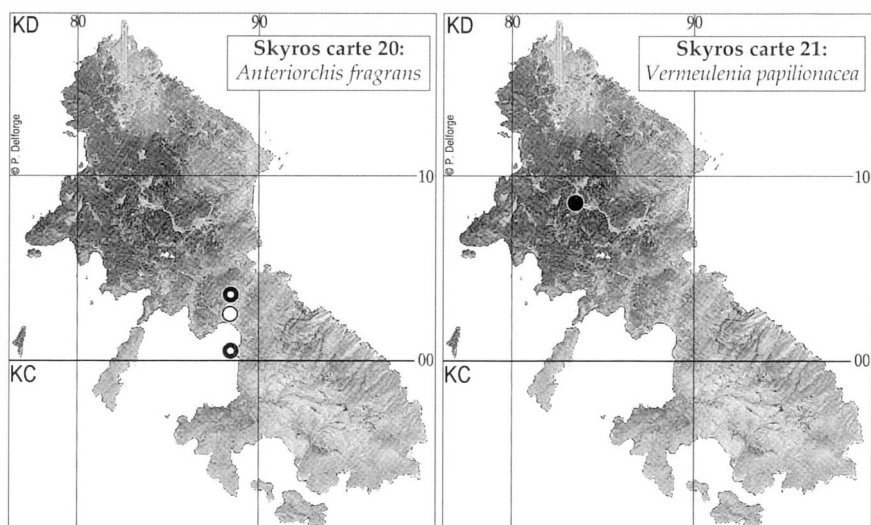 KD
80
90
Skyros carte 20:
Anteriorchis fragrans
© P. Delforge
10
00
KC
KD
80
90
Skyros carte 21:
Vermeulenia papilionacea
© P. Delforge
10
00
KC